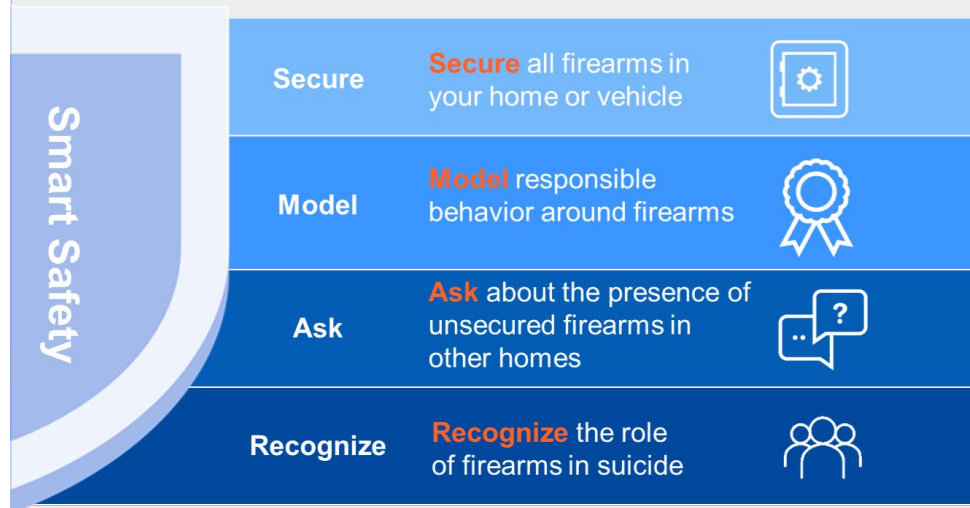 Smart Safety
Secure
Secure all firearms in
your home or vehicle
Model
Model responsible
behavior around firearms
Ask
Ask about the presence of
unsecured firearms in
other homes
?
Recognize
Recognize the role
of firearms in suicide